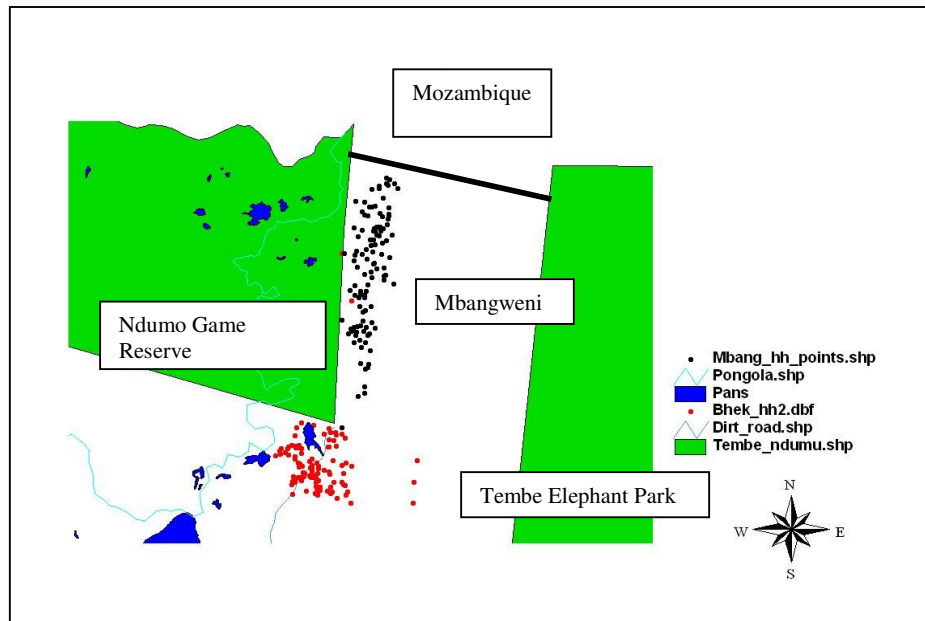 Mozambique
Mbangweni
Ndumo Game
Reserve
Tembe Elephant Park
Mbang_hh_points.shp
Pongola.shp
Pans
Bhek_hh2.dbf
Dirt_road.shp
Tembe_ndumu.shp
N
W
E
S